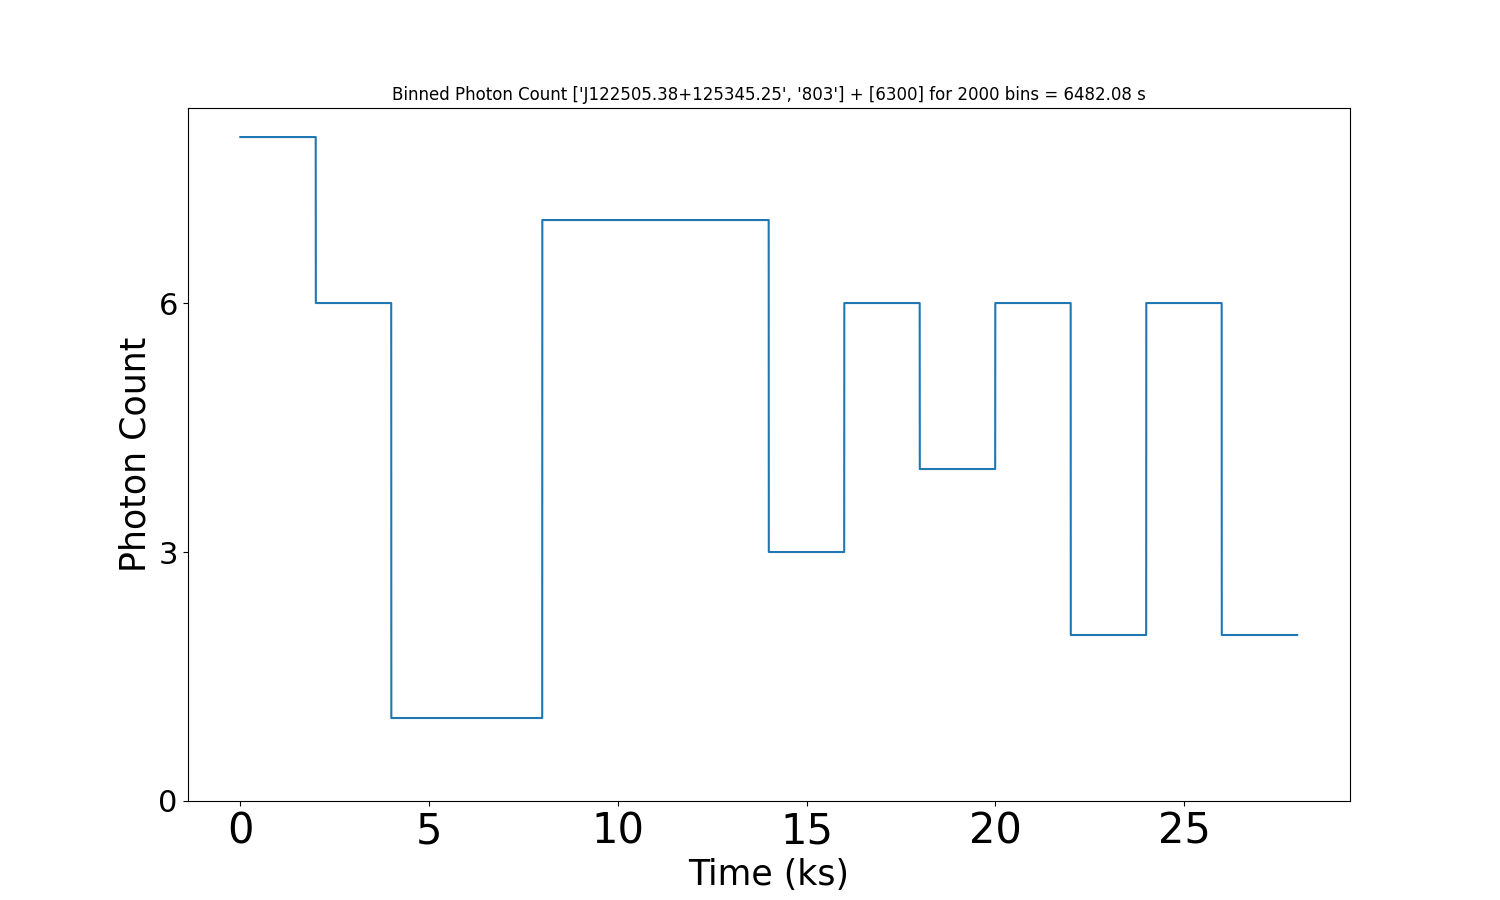 Binned Photon Count ['J122505.38+125345.25', '803'] + [6300] for 2000 bins = 6482.08 s
Photon Count
6
3
0
0 5 10 15 20 25
Time (ks)